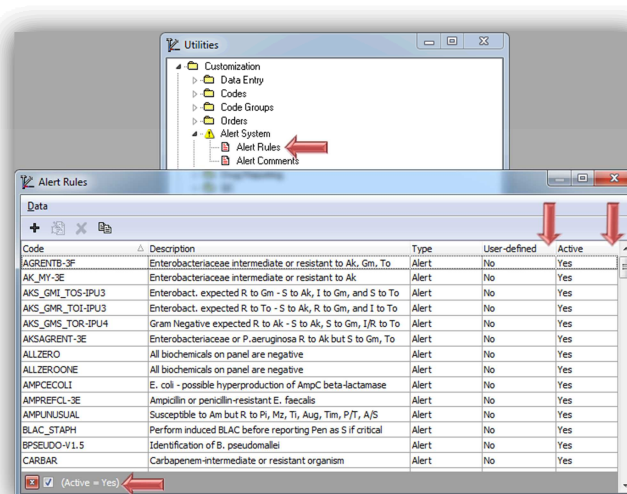 Utilities
Customization
Data Entry
Codes
Code Groups
Orders
Alert System
Alert Rules
Alert Comments
Alert Rules
Data
Code Description Type User-defined Active
AGRENTB-3F Enterobacteriaceae intermediate or resistant to Ak, Gm, To Alert No Yes
AK_MY-3E Enterobacteriaceae intermediate or resistant to Ak Alert No Yes
AKS_GMI_TOS-IPU3 Enterobact. expected R to Gm - S to Ak, I to Gm, and S to To Alert No Yes
AKS_GMR_TOI-IPU3 Enterobact. expected R to To - S to Ak, R to Gm, and I to To Alert No Yes
AKS_GMS_TOR-IPU4 Gram Negative expected R to Ak - S to Ak, S to Gm, I/R to To Alert No Yes
AKSAGRENT-3E Enterobacteriaceae or P.aeruginosa R to Ak but S to Gm, To Alert No Yes
ALLZERO All biochemicals on panel are negative Alert No Yes
ALLZEROONE All biochemicals on panel are negative Alert No Yes
AMPCECOLI E. coli - possible hyperproduction of AmpC beta-lactamase Alert No Yes
AMPREFCL-3E Ampicillin or penicillin-resistant E. faecalis Alert No Yes
AMPUNUSUAL Susceptible to Am but R to Pi, Mz, Ti, Aug, Tim, P/T, A/S Alert No Yes
BLAC_STAPH Perform induced BLAC before reporting Pen as S if critical Alert No Yes
BPSEUDO-V1.5 Identification of B. pseudomallei Alert No Yes
CARBAR Carbapenem-intermediate or resistant organism Alert No Yes
(Active = Yes)